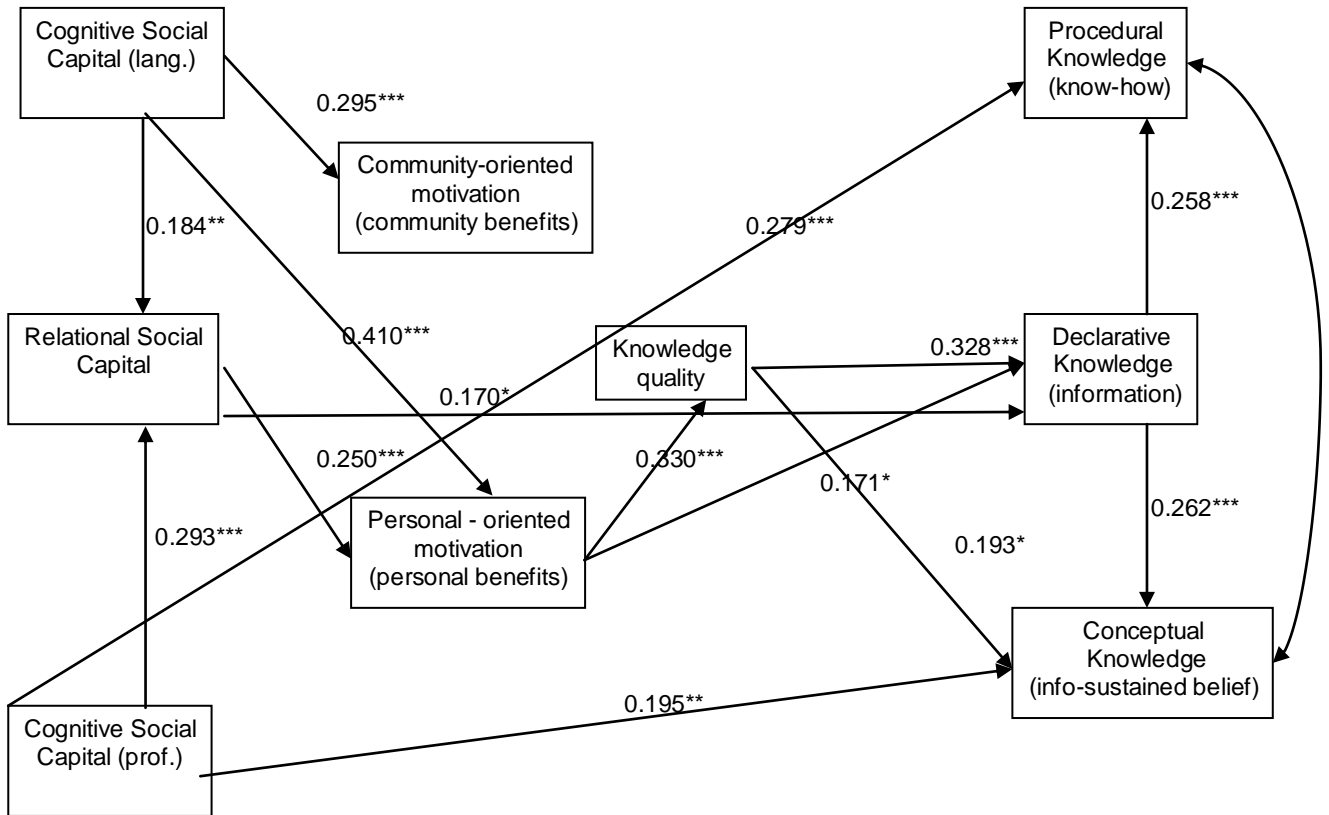 Cognitive Social
Capital (lang.)
Procedural
Knowledge
(know-how)
0.295***
Community-oriented
motivation
(community benefits)
0.184**
0.279***
0.258***
Relational Social
Capital
0.410***
Knowledge
quality
0.328***
Declarative
Knowledge
(information)
0.170*
0.250***
0.330***
0.171*
0.262***
0.293***
Personal - oriented
motivation
(personal benefits)
0.193*
Conceptual
Knowledge
(info-sustained belief)
0.195**
Cognitive Social
Capital (prof.)